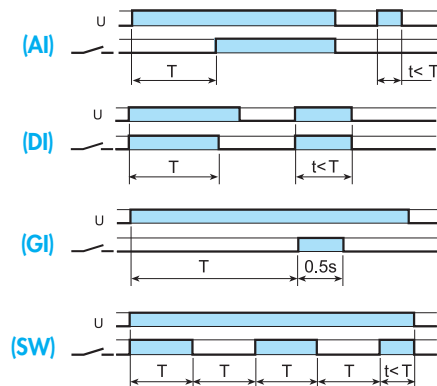 U
(AI)
T t<T
U
(DI)
T t<T
U
(GI)
T 0.5s
U
(SW)
T T T T t<T